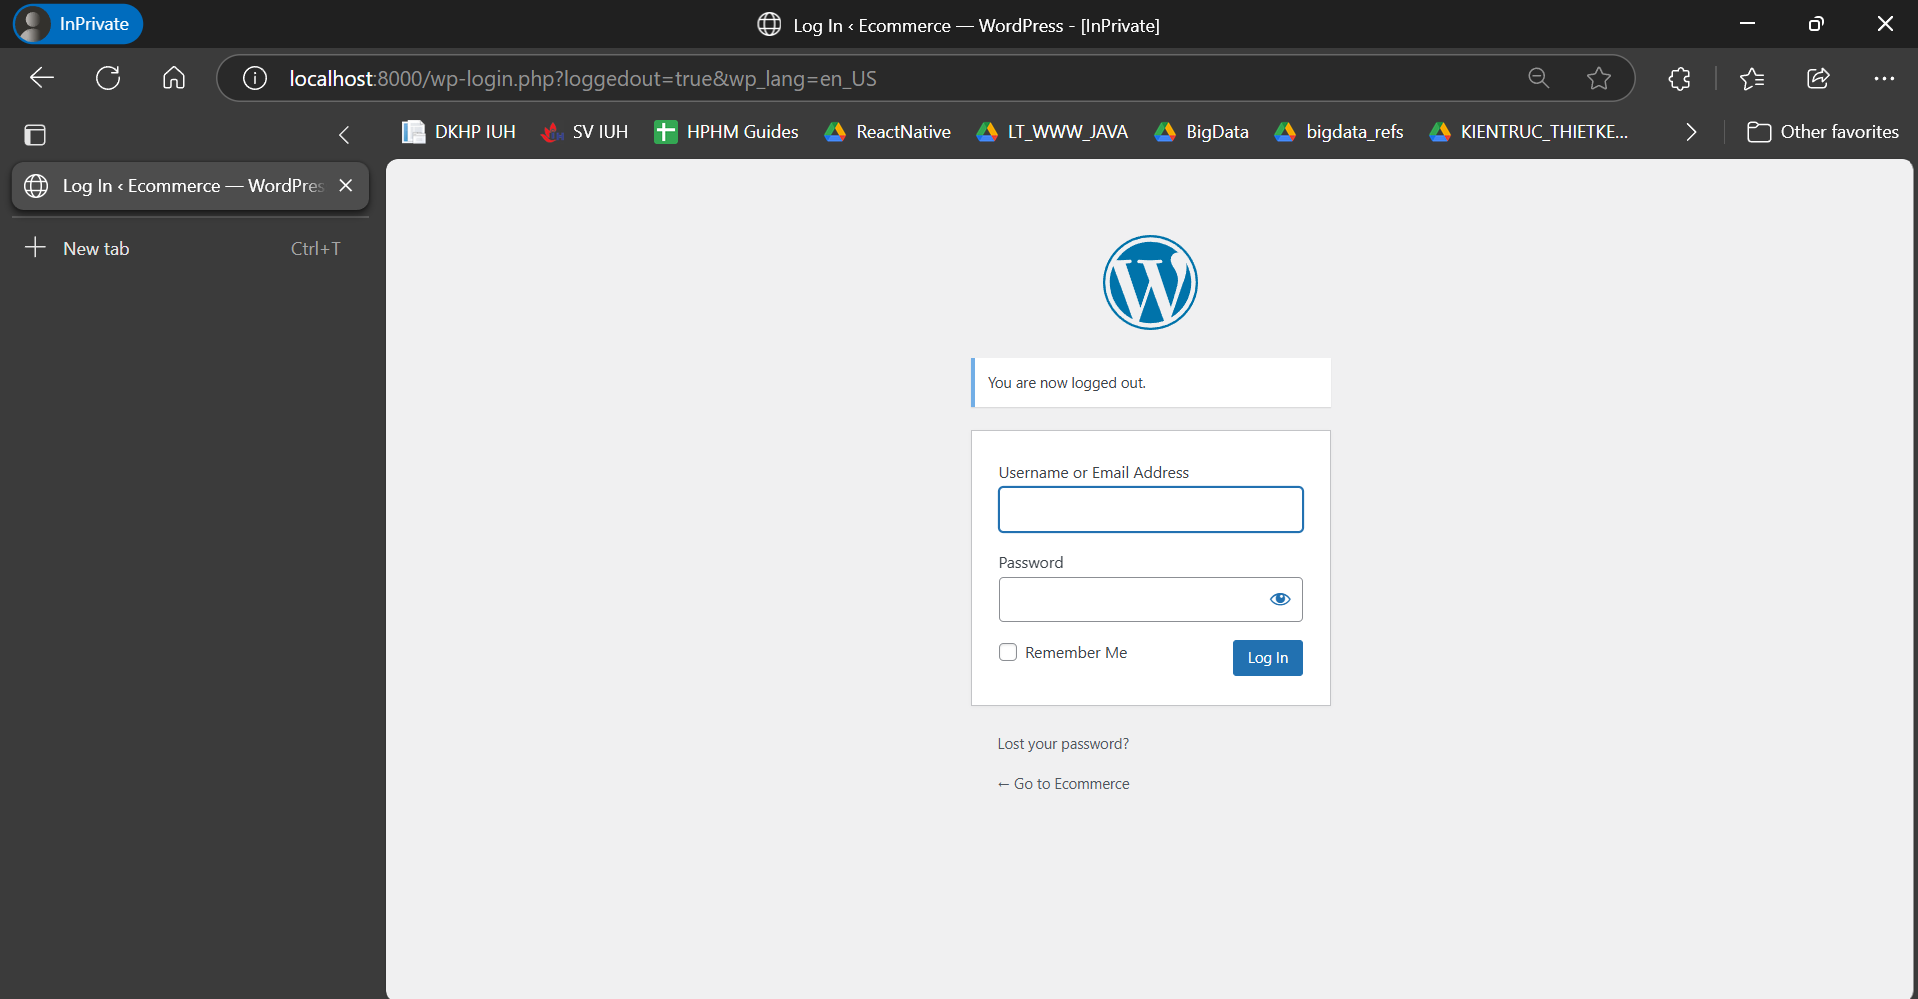 InPrivate
Log In ‹ Ecommerce — WordPress - [InPrivate]
localhost:8000/wp-login.php?loggedout=true&wp_lang=en_US
DKHP IUH SV IUH HPHM Guides ReactNative LT_WWW_JAVA BigData bigdata_refs KIENTRUC_THIETKE... Other favorites
Log In ‹ Ecommerce — WordPres
New tab Ctrl+T
You are now logged out.
Username or Email Address
Password
Remember Me
Log In
Lost your password?
← Go to Ecommerce